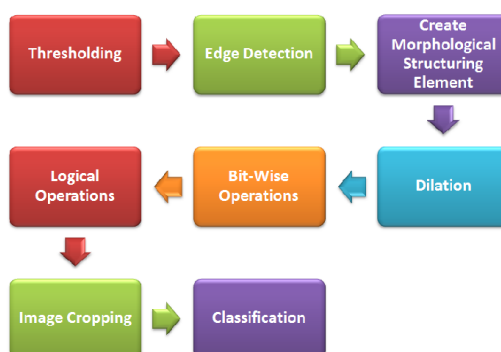 Thresholding
Edge Detection
Create
Morphological
Structuring
Element
Dilation
Bit-Wise
Operations
Logical
Operations
Image Cropping
Classification